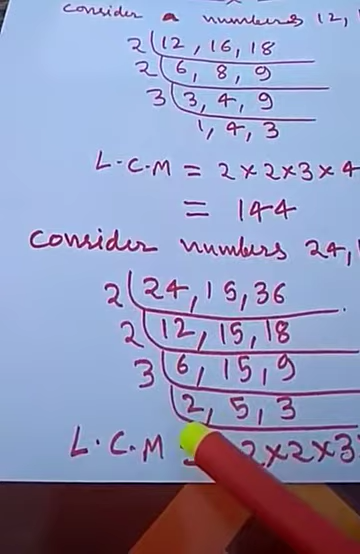 Consider a numbers 12,
2 12, 16, 18
2 6, 8, 9
3 3, 4, 9
1, 4, 3
L.C.M = 2×2×3×4
= 144
Consider numbers 24,
2 24, 15, 36
2 12, 15, 18
3 6, 15, 9
2, 5, 3
L.C.M = 2×2×3